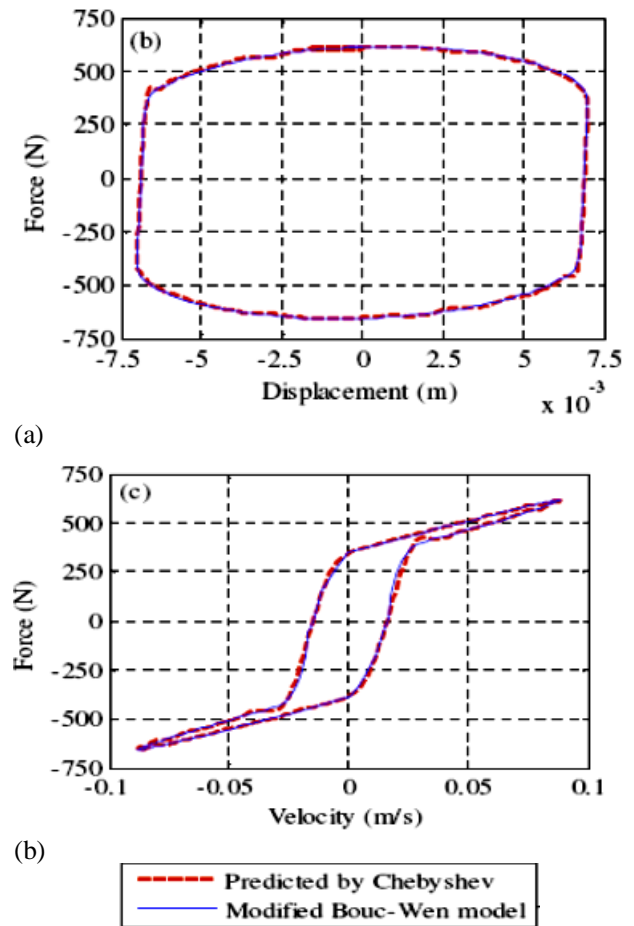 (b)
750
500
250
0
-250
-500
-750
Force (N)
-7.5 -5 -2.5 0 2.5 5 7.5
Displacement (m)
x 10⁻³
(a)
(c)
750
500
250
0
-250
-500
-750
Force (N)
-0.1 -0.05 0 0.05 0.1
Velocity (m/s)
(b)
Predicted by Chebyshev
Modified Bouc-Wen model